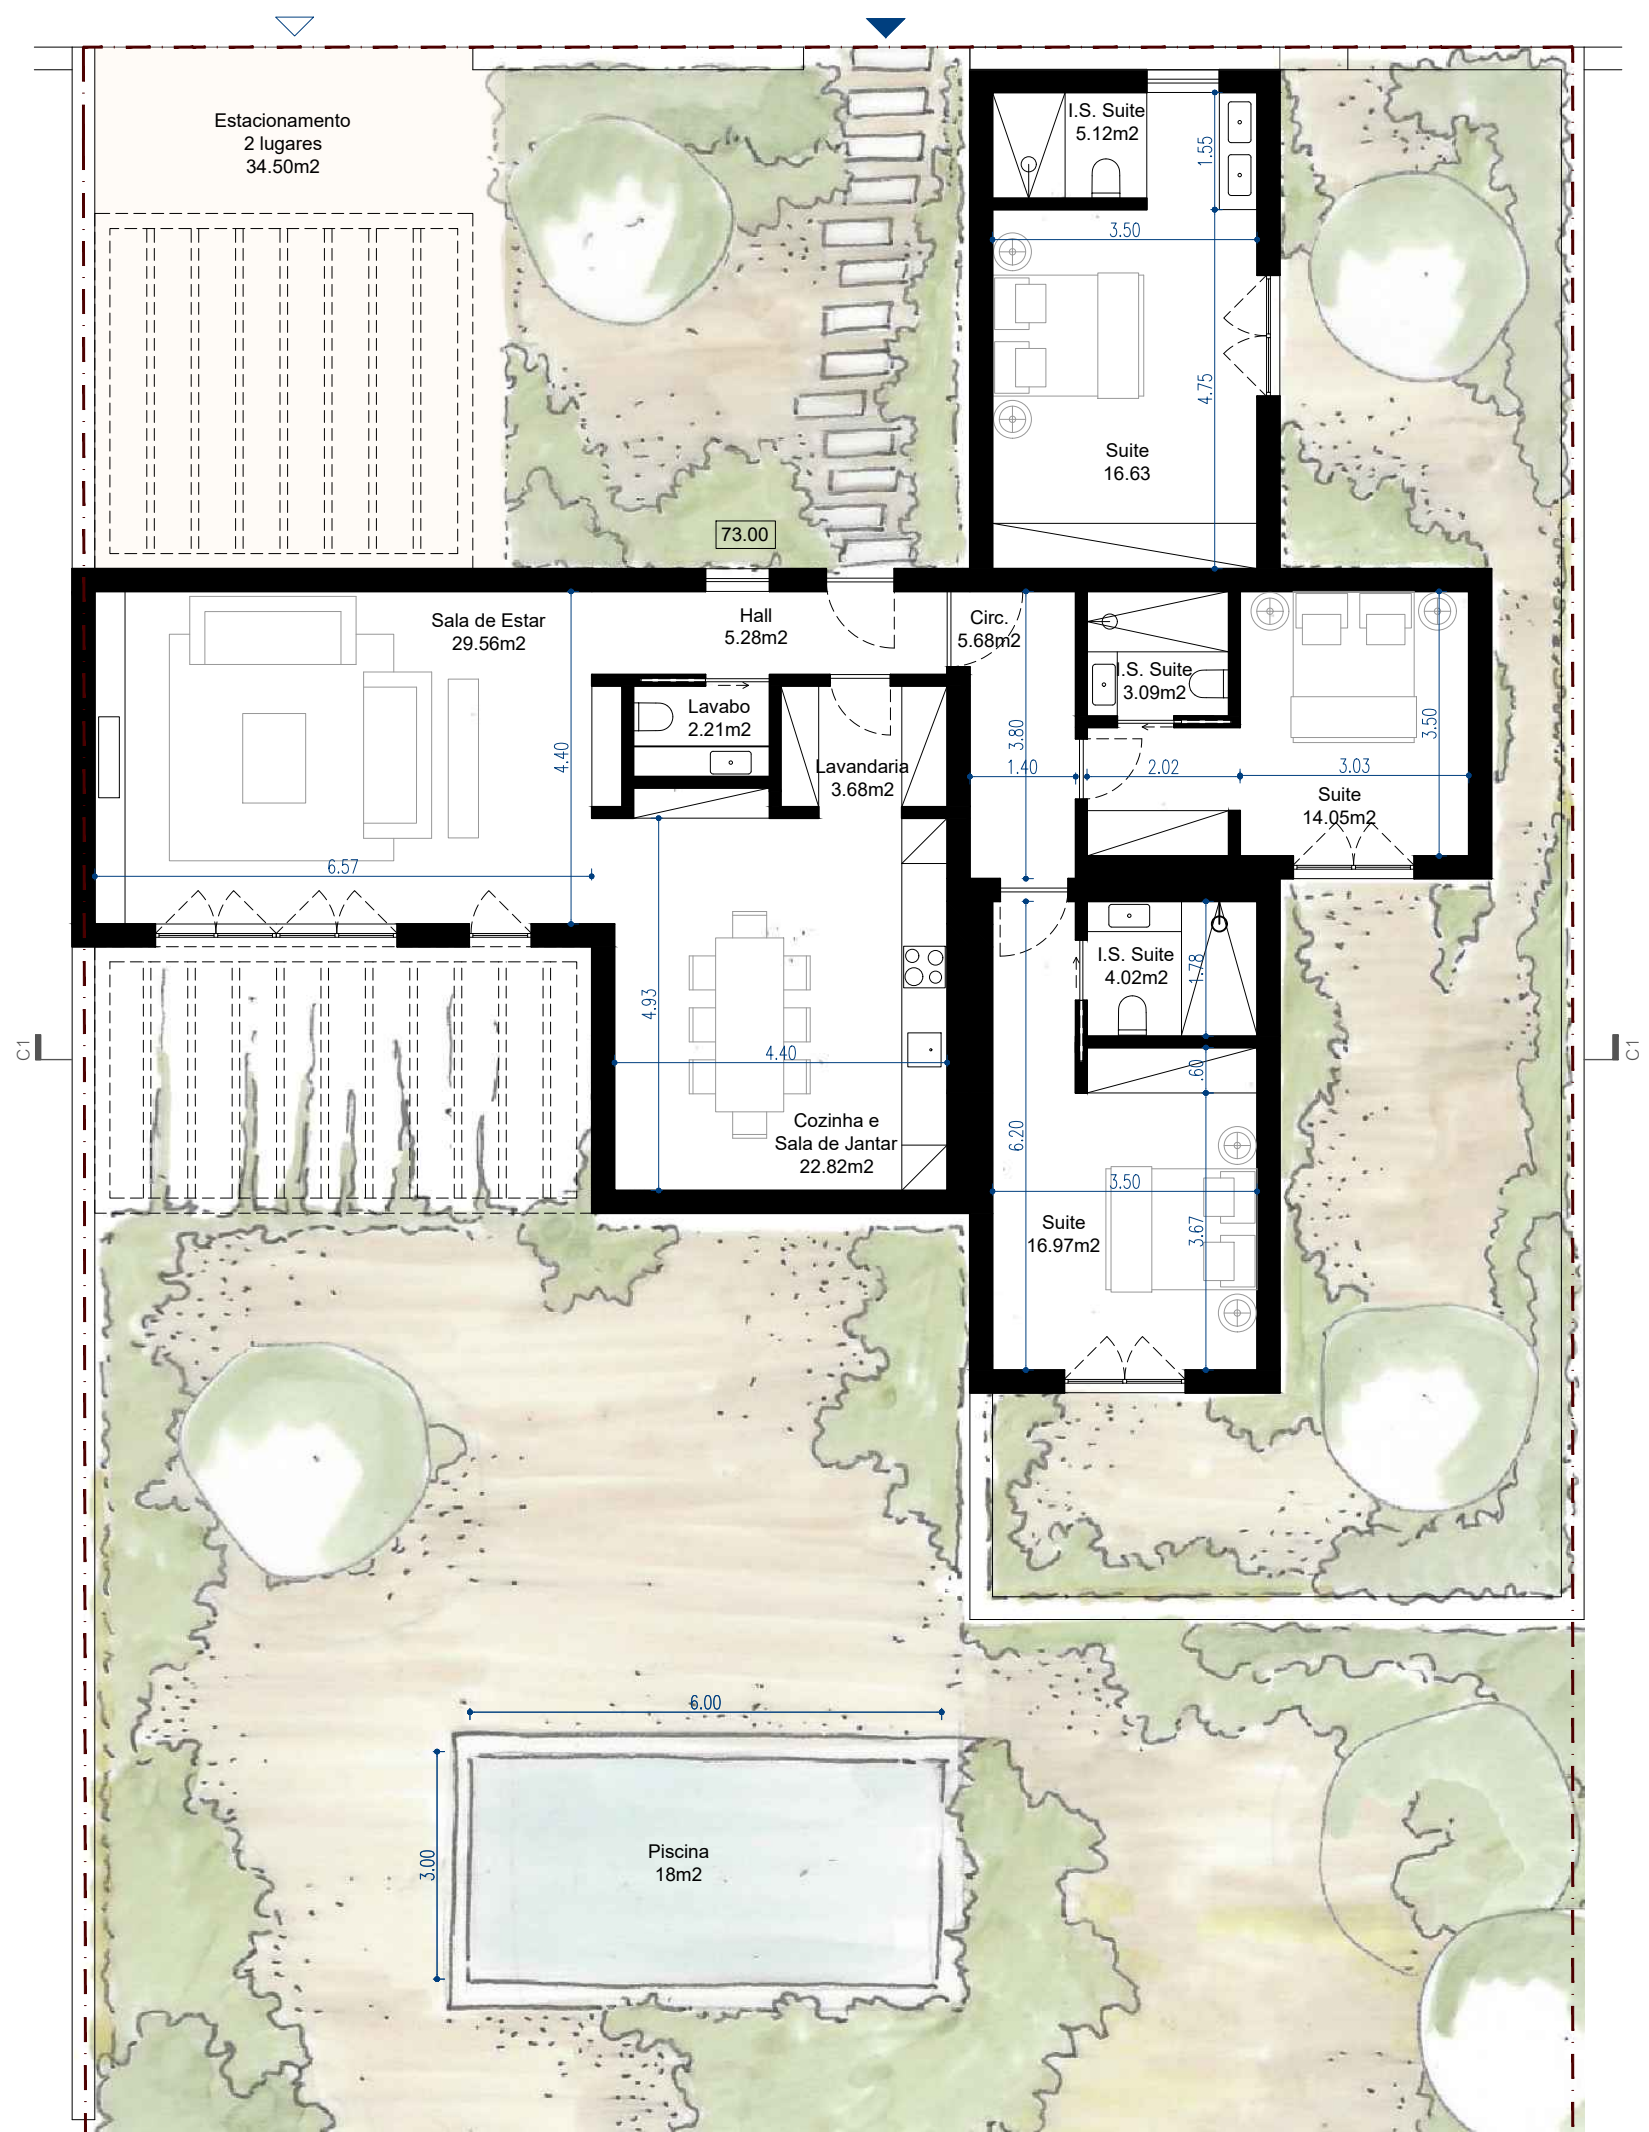 Estacionamento
2 lugares
34.50m2
I.S. Suite
5.12m2
1.55
3.50
4.75
Suite
16.63
73.00
Sala de Estar
29.56m2
Hall
5.28m2
Circ.
5.68m2
I.S. Suite
3.09m2
Lavabo
2.21m2
3.50
3.80
4.40
Lavandaria
3.68m2
1.40
2.02
3.03
Suite
14.05m2
6.57
I.S. Suite
4.02m2
1.78
4.93
C1
C1
4.40
.60
Cozinha e
Sala de Jantar
22.82m2
6.20
3.50
Suite
16.97m2
3.67
6.00
Piscina
18m2
3.00